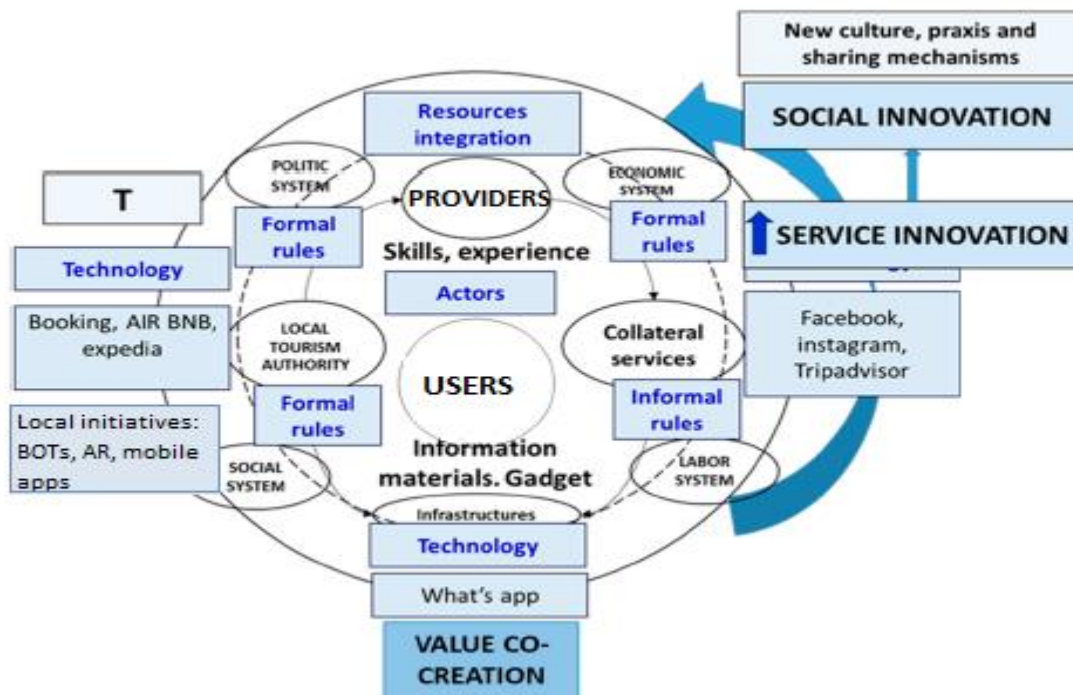 New culture, praxis and
sharing mechanisms
SOCIAL INNOVATION
Resources
integration
POLITIC
SYSTEM
PROVIDERS
ECONOMIC
SYSTEM
T
Formal
rules
Formal
rules
SERVICE INNOVATION
Skills, experience
Technology
Actors
Booking, AIR BNB,
expedia
LOCAL
TOURISM
AUTHORITY
Collateral
services
Facebook,
instagram,
Tripadvisor
USERS
Formal
rules
Informal
rules
Local initiatives:
BOTs, AR, mobile
apps
Information
materials. Gadget
SOCIAL
SYSTEM
LABOR
SYSTEM
Infrastructures
Technology
What's app
VALUE CO-
CREATION